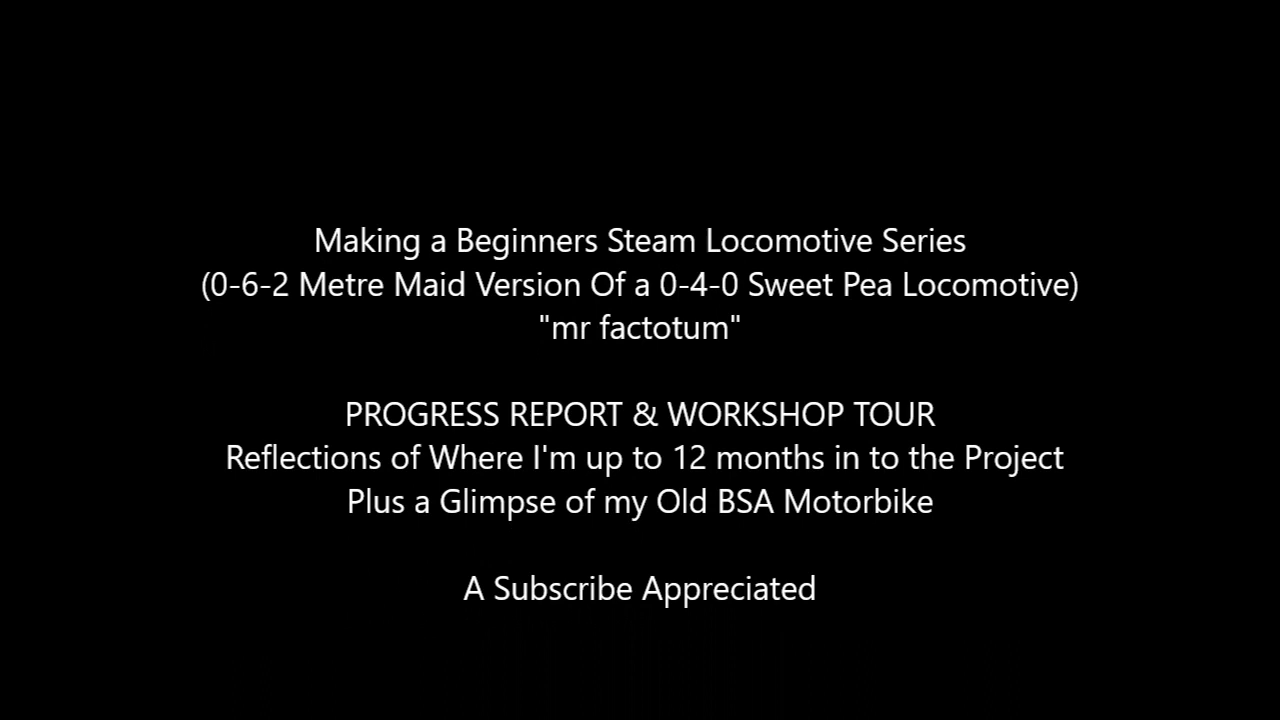 Making a Beginners Steam Locomotive Series
(0-6-2 Metre Maid Version Of a 0-4-0 Sweet Pea Locomotive)
"mr factotum"
PROGRESS REPORT & WORKSHOP TOUR
Reflections of Where I'm up to 12 months in to the Project
Plus a Glimpse of my Old BSA Motorbike
A Subscribe Appreciated